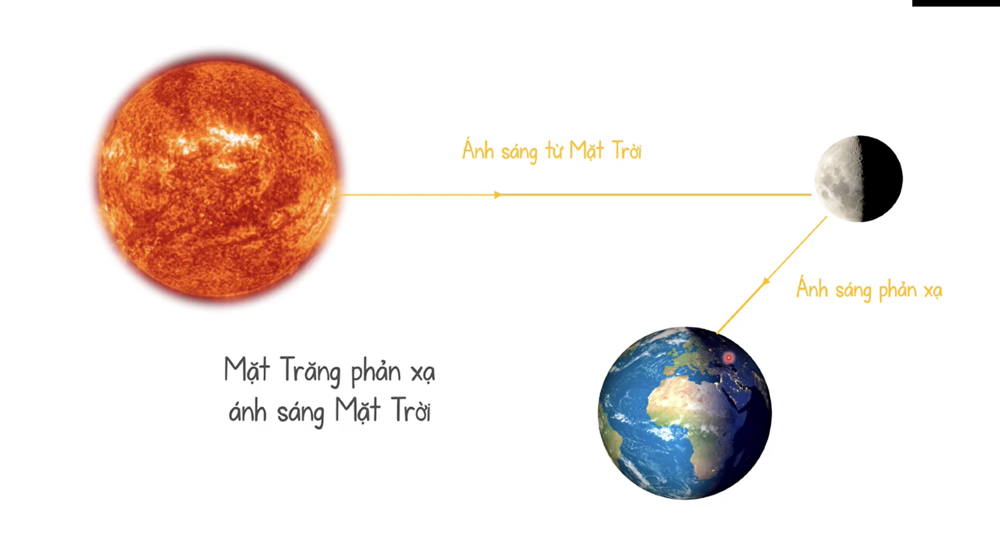 Ánh sáng từ Mặt Trời
Ánh sáng phản xạ
Mặt Trăng phản xạ
ánh sáng Mặt Trời